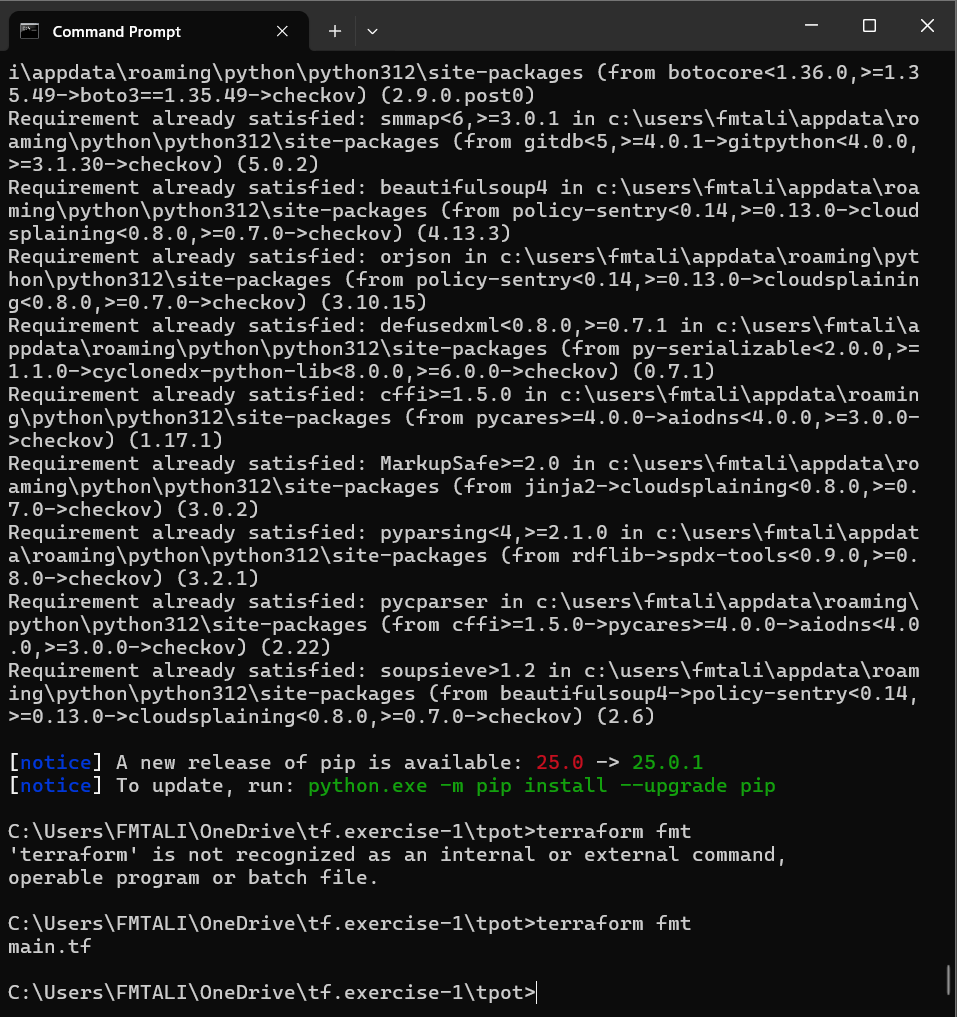 Command Prompt
i\appdata\roaming\python\python312\site-packages (from botocore<1.36.0,>=1.3
5.49->boto3==1.35.49->checkov) (2.9.0.post0)
Requirement already satisfied: smmap<6,>=3.0.1 in c:\users\fmtali\appdata\ro
aming\python\python312\site-packages (from gitdb<5,>=4.0.1->gitpython<4.0.0,
>=3.1.30->checkov) (5.0.2)
Requirement already satisfied: beautifulsoup4 in c:\users\fmtali\appdata\roa
ming\python\python312\site-packages (from policy-sentry<0.14,>=0.13.0->cloud
splaining<0.8.0,>=0.7.0->checkov) (4.13.3)
Requirement already satisfied: orjson in c:\users\fmtali\appdata\roaming\pyt
hon\python312\site-packages (from policy-sentry<0.14,>=0.13.0->cloudsplainin
g<0.8.0,>=0.7.0->checkov) (3.10.15)
Requirement already satisfied: defusedxml<0.8.0,>=0.7.1 in c:\users\fmtali\a
ppdata\roaming\python\python312\site-packages (from py-serializable<2.0.0,>=
1.1.0->cyclonedx-python-lib<8.0.0,>=6.0.0->checkov) (0.7.1)
Requirement already satisfied: cffi>=1.5.0 in c:\users\fmtali\appdata\roamin
g\python\python312\site-packages (from pycares>=4.0.0->aiodns<4.0.0,>=3.0.0-
>checkov) (1.17.1)
Requirement already satisfied: MarkupSafe>=2.0 in c:\users\fmtali\appdata\ro
aming\python\python312\site-packages (from jinja2->cloudsplaining<0.8.0,>=0.
7.0->checkov) (3.0.2)
Requirement already satisfied: pyparsing<4,>=2.1.0 in c:\users\fmtali\appdat
a\roaming\python\python312\site-packages (from rdflib->spdx-tools<0.9.0,>=0.
8.0->checkov) (3.2.1)
Requirement already satisfied: pycparser in c:\users\fmtali\appdata\roaming\
python\python312\site-packages (from cffi>=1.5.0->pycares>=4.0.0->aiodns<4.0
.0,>=3.0.0->checkov) (2.22)
Requirement already satisfied: soupsieve>1.2 in c:\users\fmtali\appdata\roam
ing\python\python312\site-packages (from beautifulsoup4->policy-sentry<0.14,
>=0.13.0->cloudsplaining<0.8.0,>=0.7.0->checkov) (2.6)
[notice] A new release of pip is available: 25.0 -> 25.0.1
[notice] To update, run: python.exe -m pip install --upgrade pip
C:\Users\FMTALI\OneDrive\tf.exercise-1\tpot>terraform fmt
'terraform' is not recognized as an internal or external command,
operable program or batch file.
C:\Users\FMTALI\OneDrive\tf.exercise-1\tpot>terraform fmt
main.tf
C:\Users\FMTALI\OneDrive\tf.exercise-1\tpot>